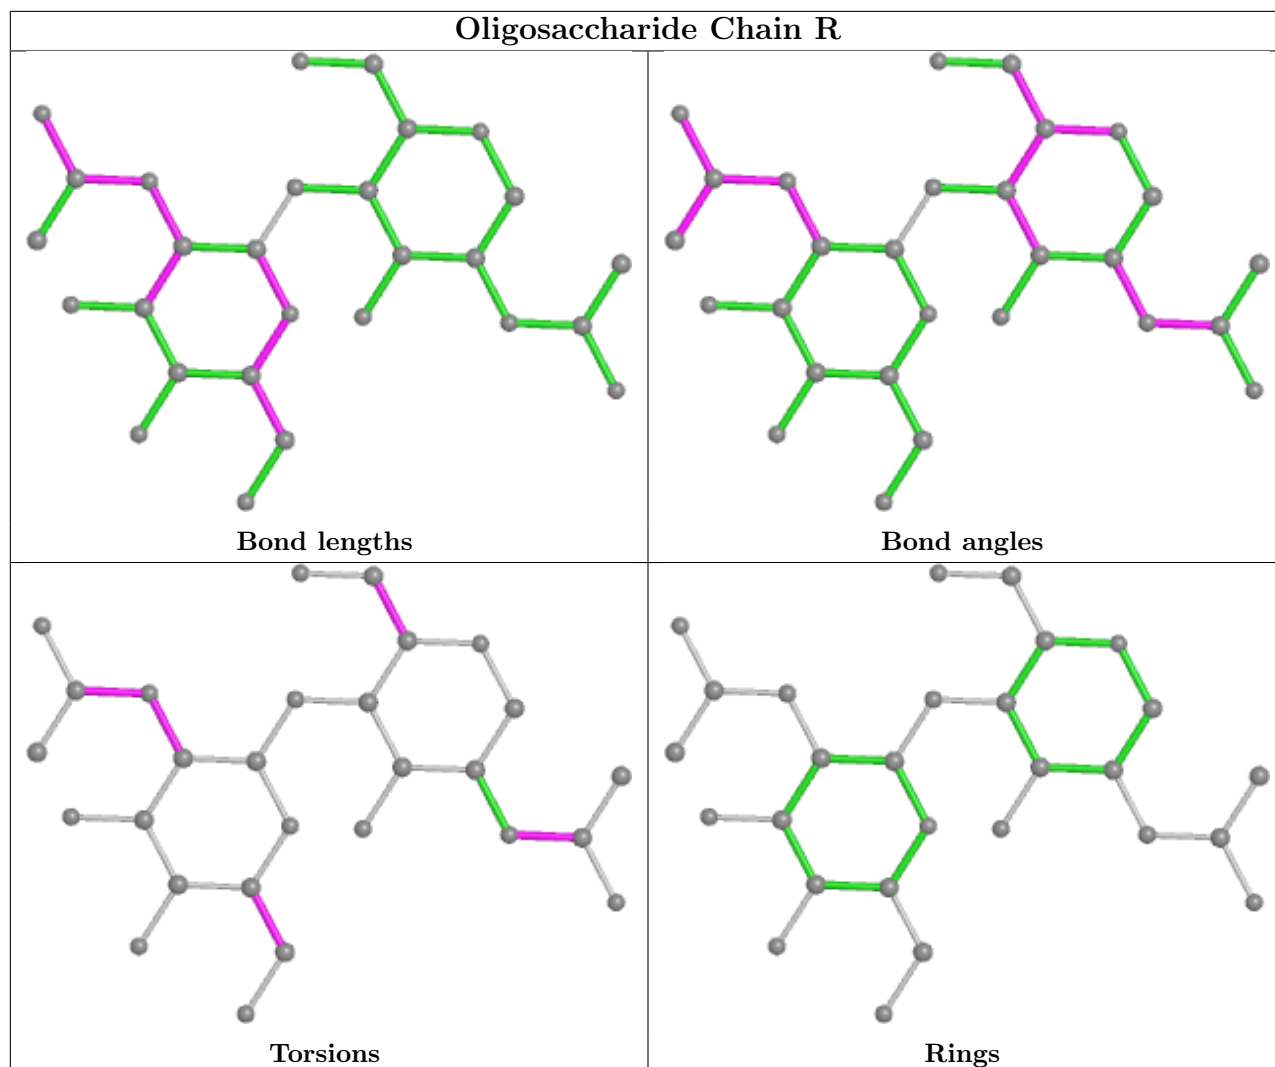 Oligosaccharide Chain R
Bond lengths
Bond angles
Torsions
Rings